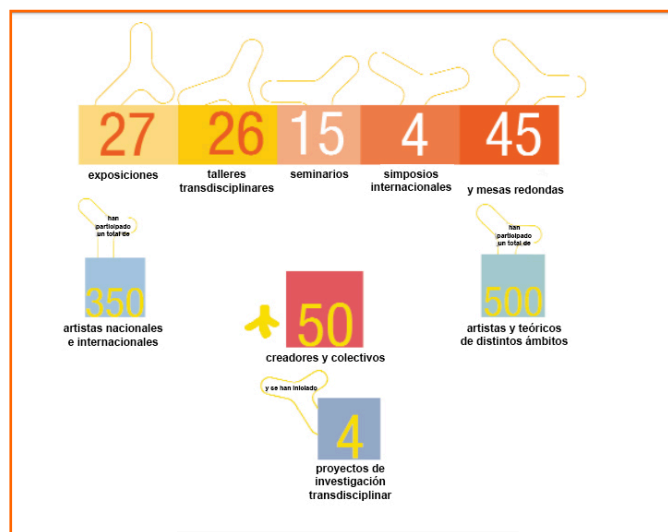 27
26
15
4
45
exposiciones
talleres
transdisciplinares
seminarios
simposios
internacionales
y mesas redondas
han
participado
un total de
350
artistas nacionales
e internacionales
50
creadores y colectivos
han
participado
un total de
500
artistas y teóricos
de distintos ámbitos
y se han iniciado
4
proyectos de
investigación
transdisciplinar